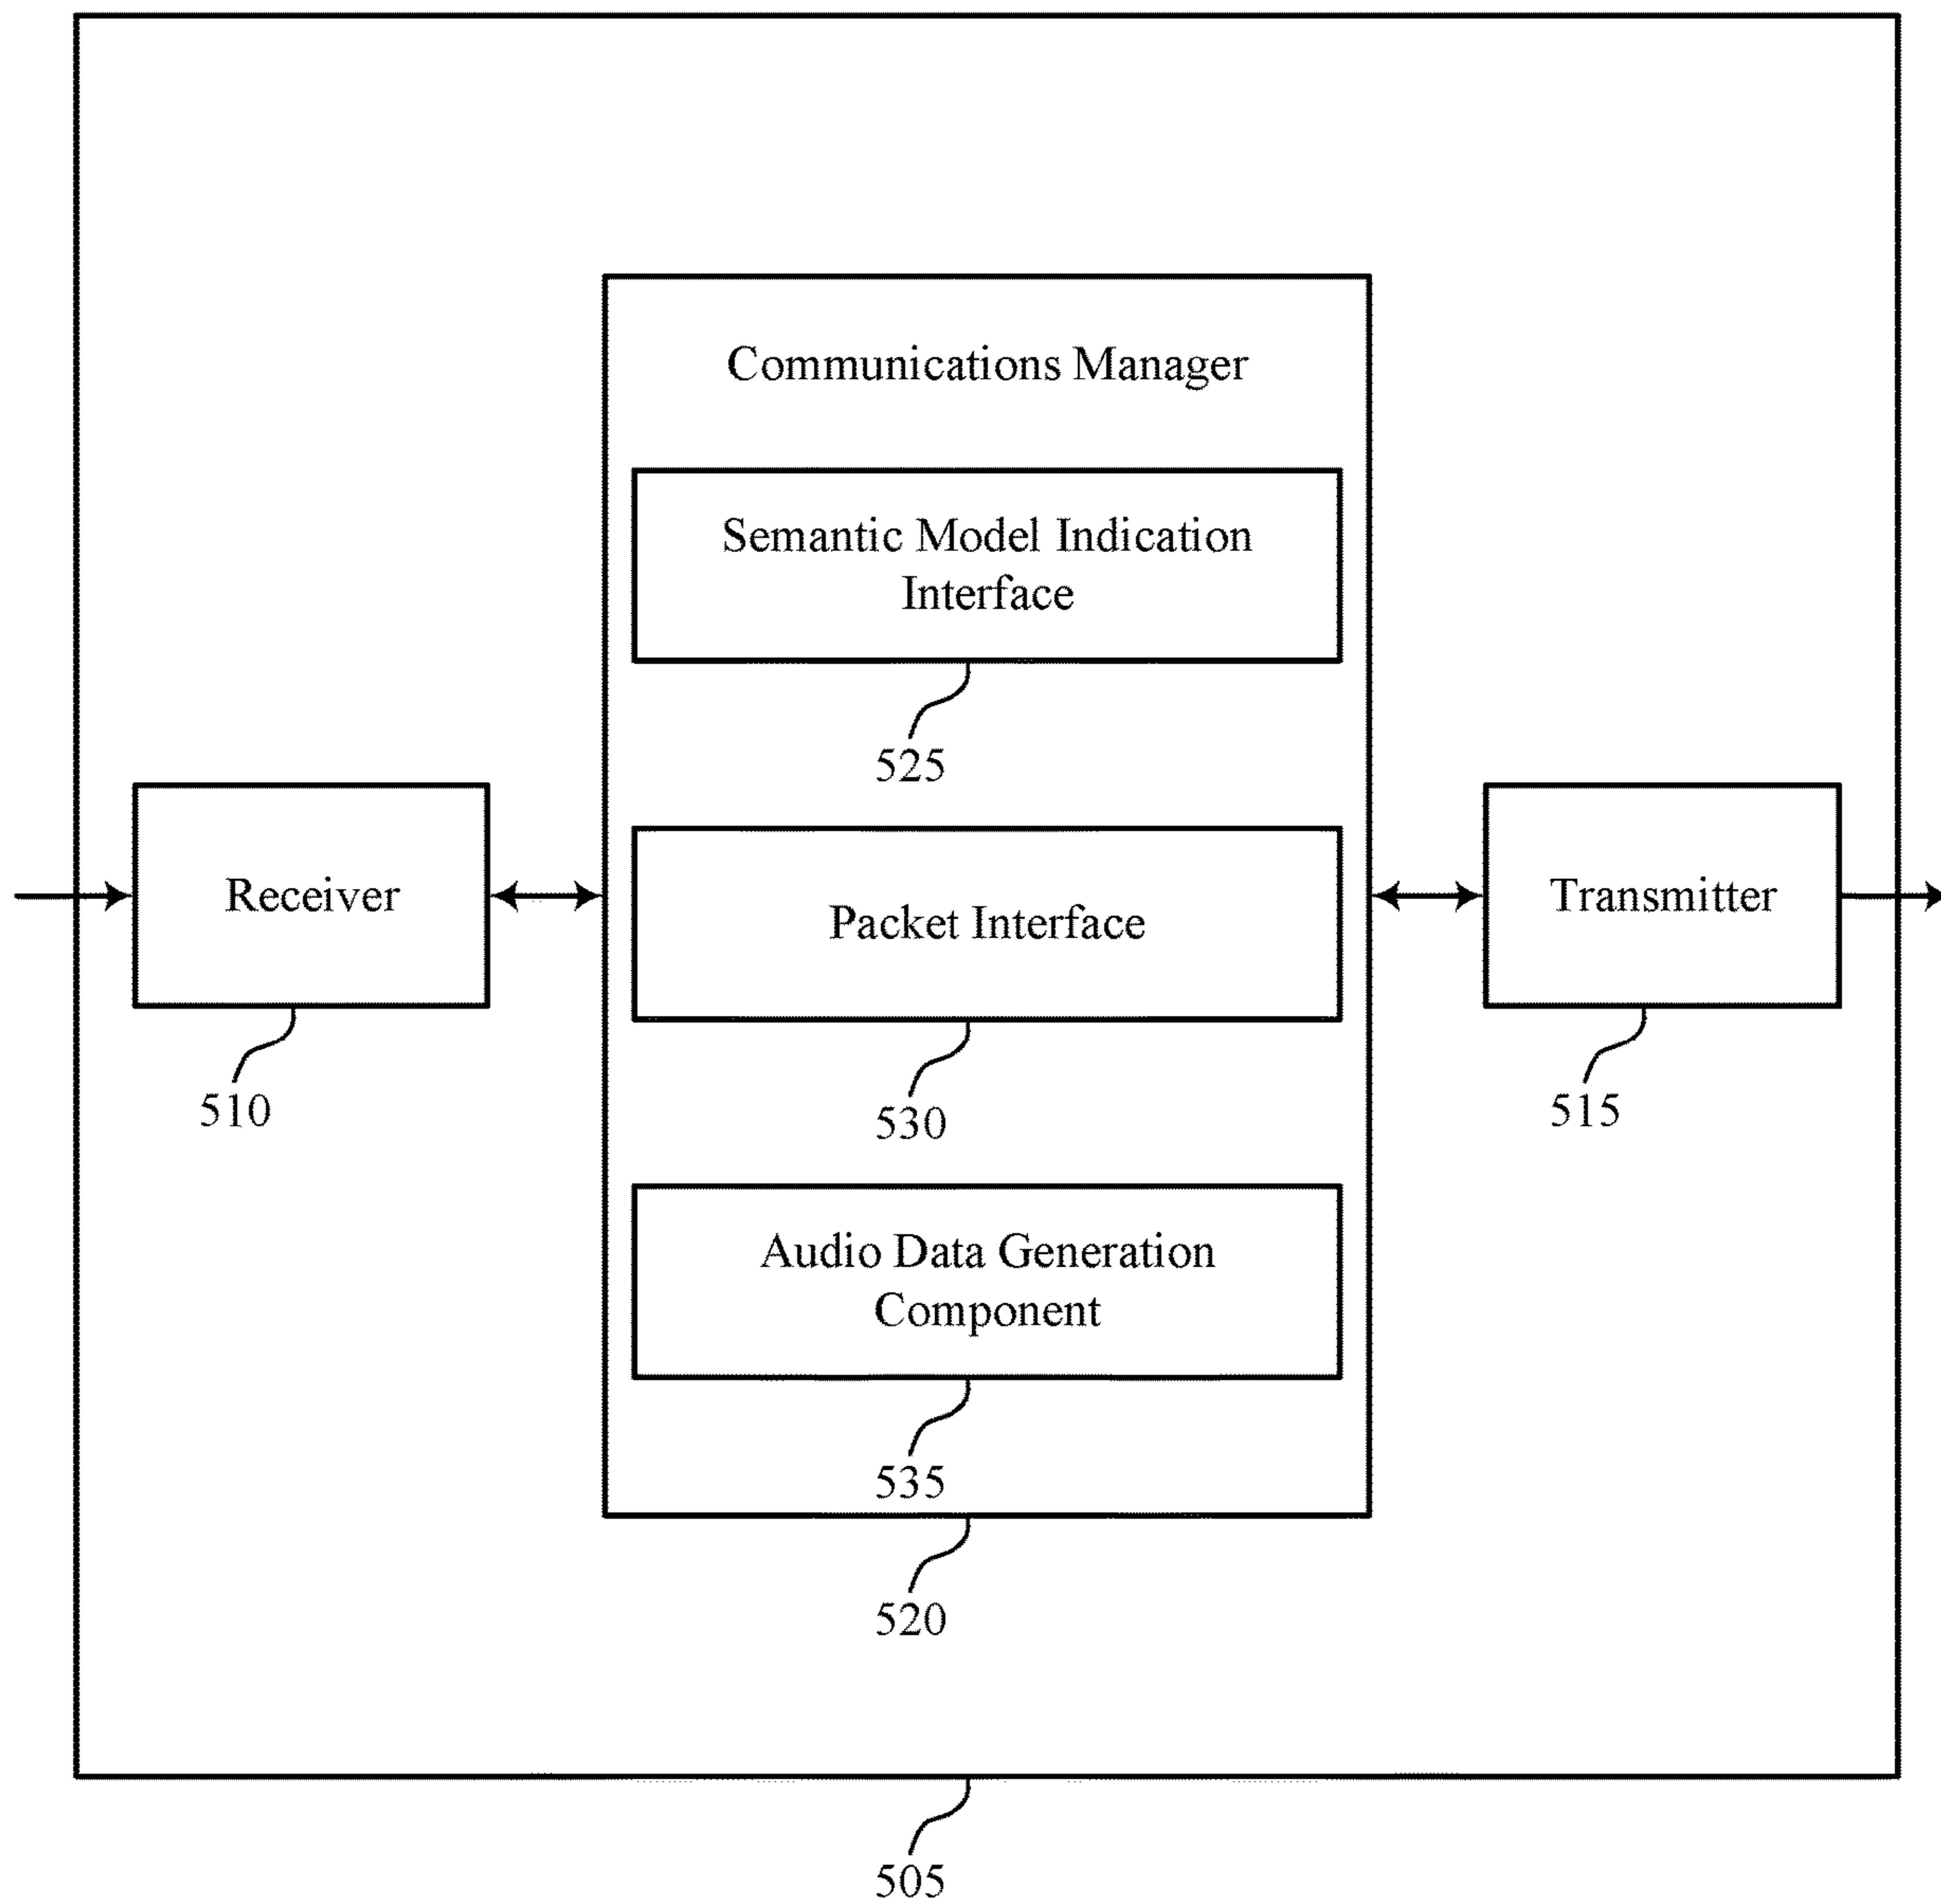 Communications Manager
Semantic Model Indication
Interface
525
Receiver
510
Packet Interface
530
Transmitter
515
Audio Data Generation
Component
535
520
505